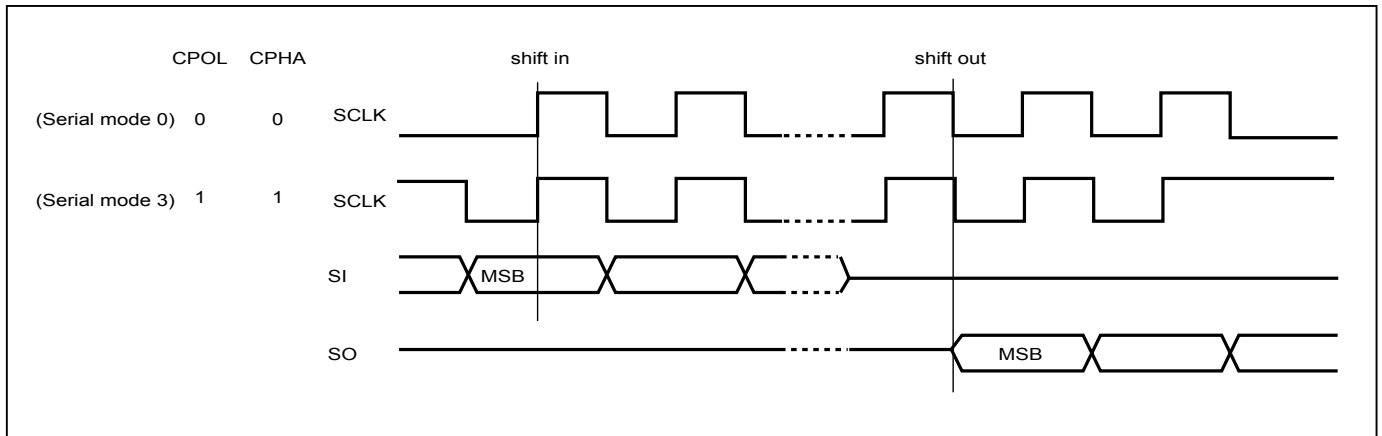 CPOL CPHA shift in shift out
(Serial mode 0) 0 0 SCLK
(Serial mode 3) 1 1 SCLK
SI MSB
SO MSB